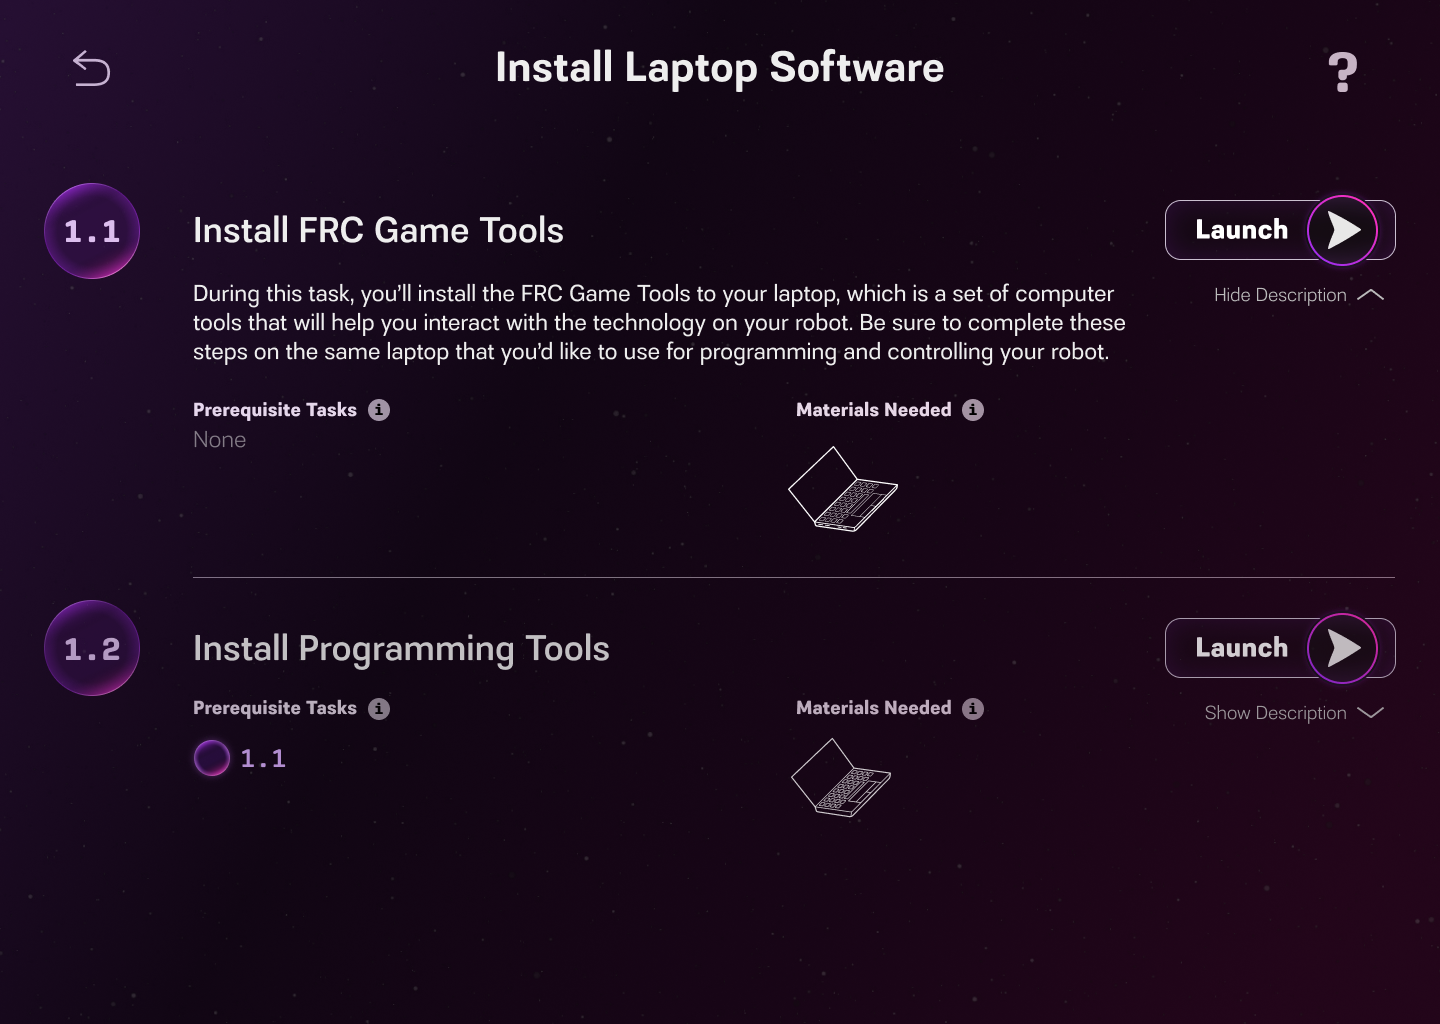 Install Laptop Software
?
1.1
Install FRC Game Tools
Launch
Hide Description
During this task, you’ll install the FRC Game Tools to your laptop, which is a set of computer
tools that will help you interact with the technology on your robot. Be sure to complete these
steps on the same laptop that you’d like to use for programming and controlling your robot.
Prerequisite Tasks i
None
Materials Needed i
1.2
Install Programming Tools
Launch
Show Description
Prerequisite Tasks i
1.1
Materials Needed i